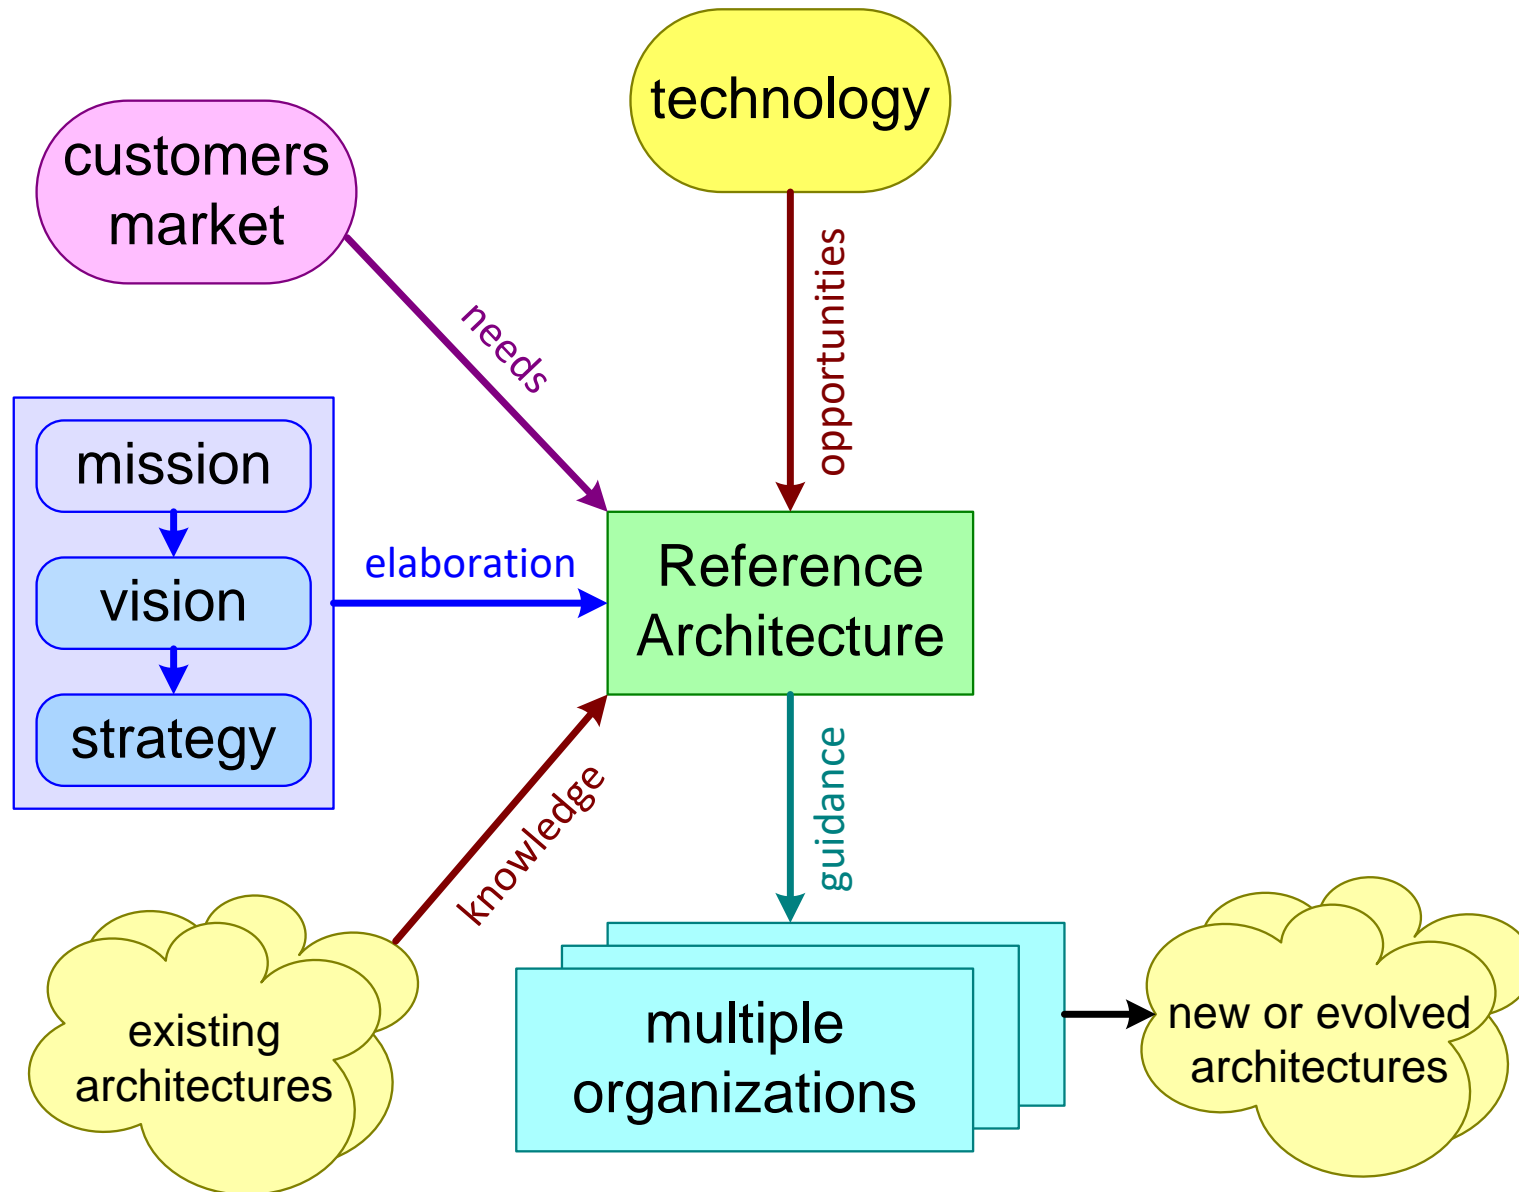 technology
customers
market
opportunities
needs
mission
vision
strategy
elaboration
Reference
Architecture
knowledge
guidance
existing
architectures
multiple
organizations
new or evolved
architectures